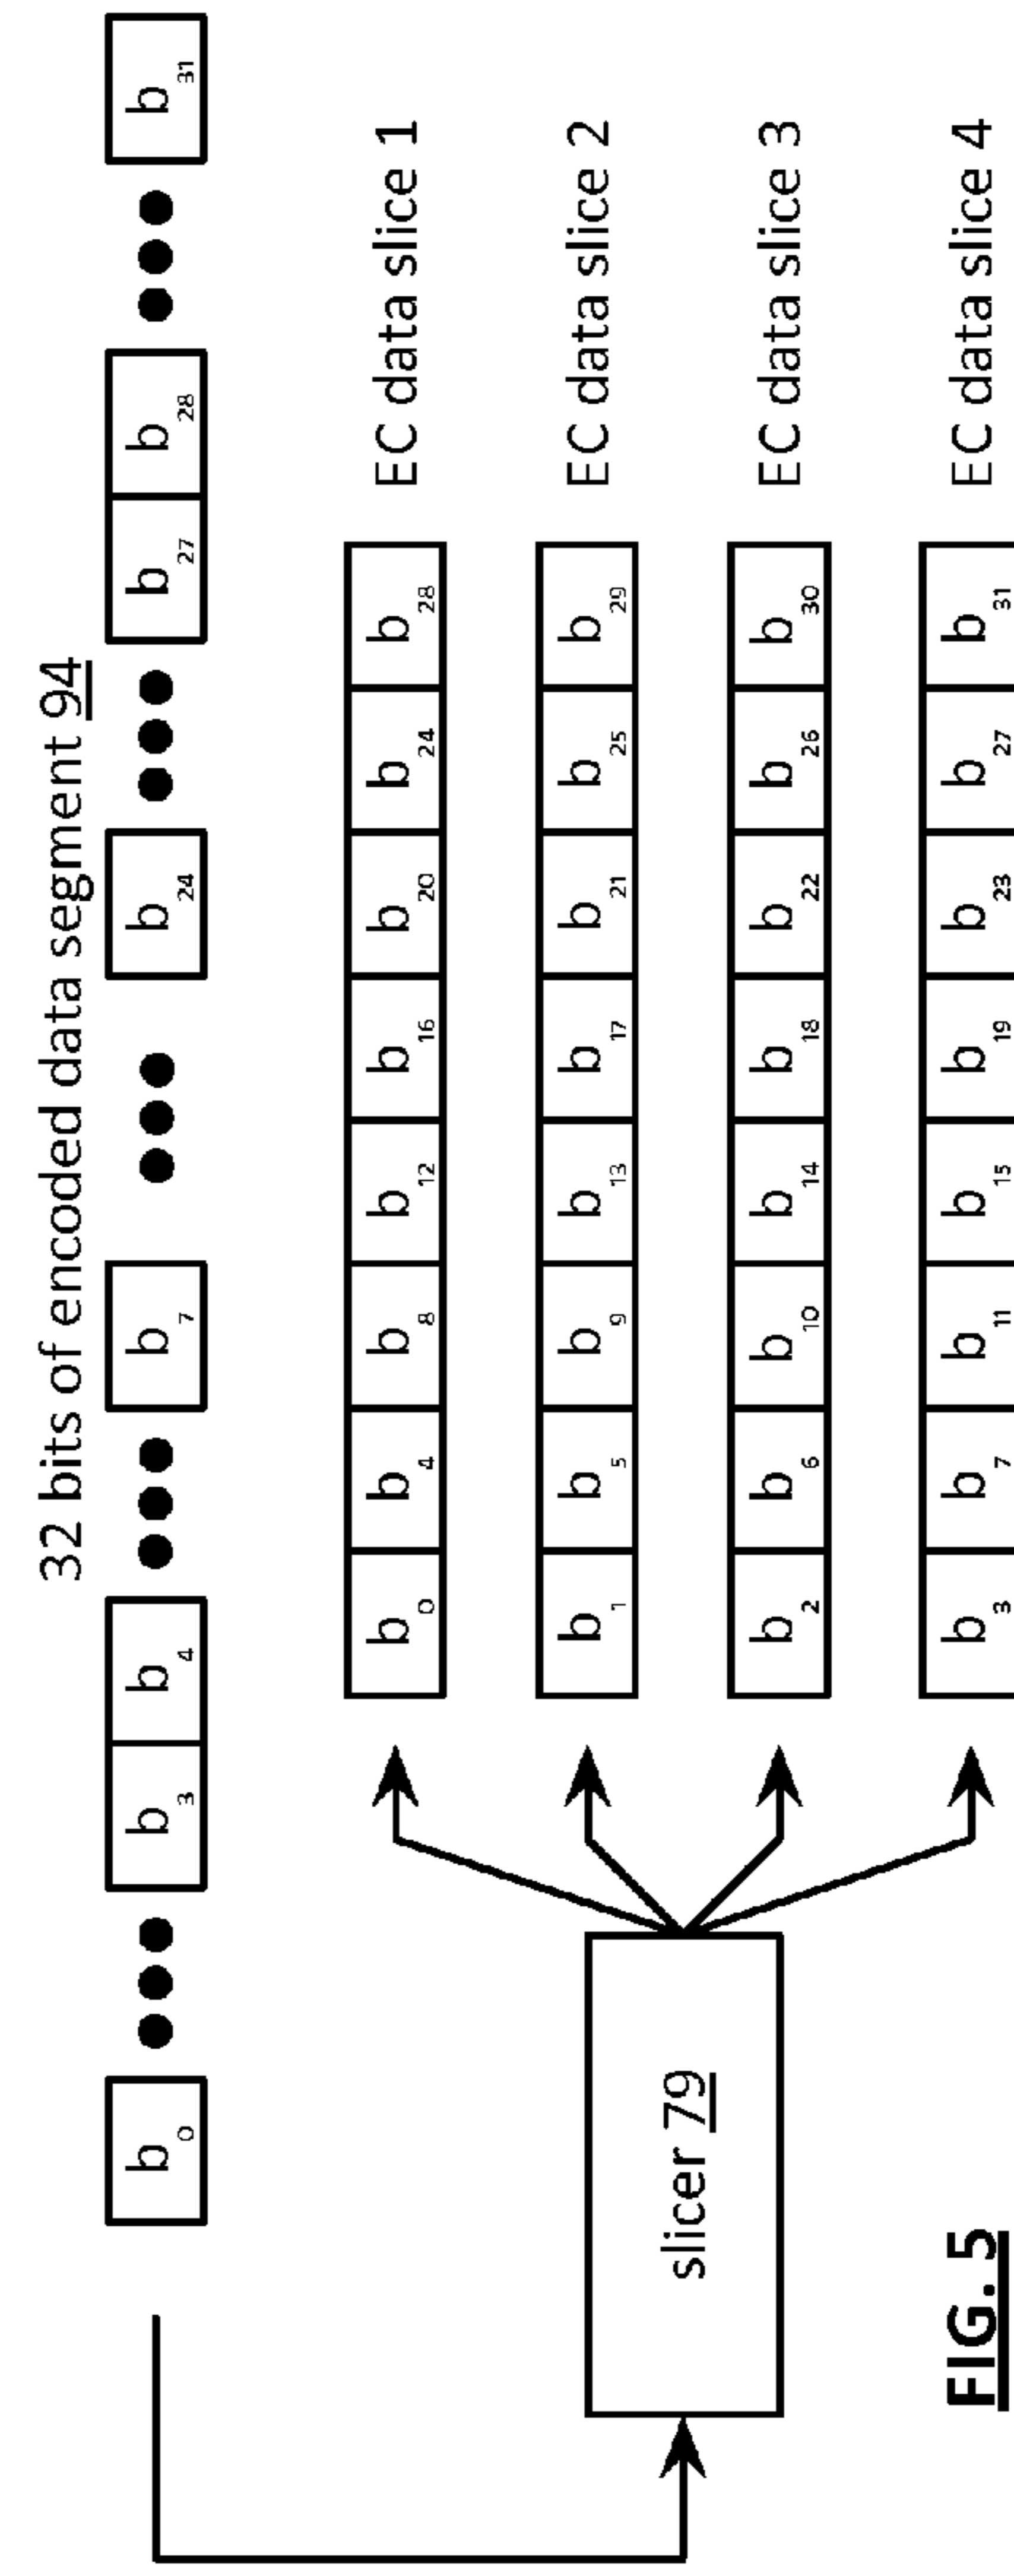 32 bits of encoded data segment 94
b0 ••• b3 b4 ••• b7 ••• b24 ••• b27 b28 ••• b31
b0 b4 b8 b12 b16 b20 b24 b28 EC data slice 1
b1 b5 b9 b13 b17 b21 b25 b29 EC data slice 2
slicer 79
b2 b6 b10 b14 b18 b22 b26 b30 EC data slice 3
b3 b7 b11 b15 b19 b23 b27 b31 EC data slice 4
FIG. 5